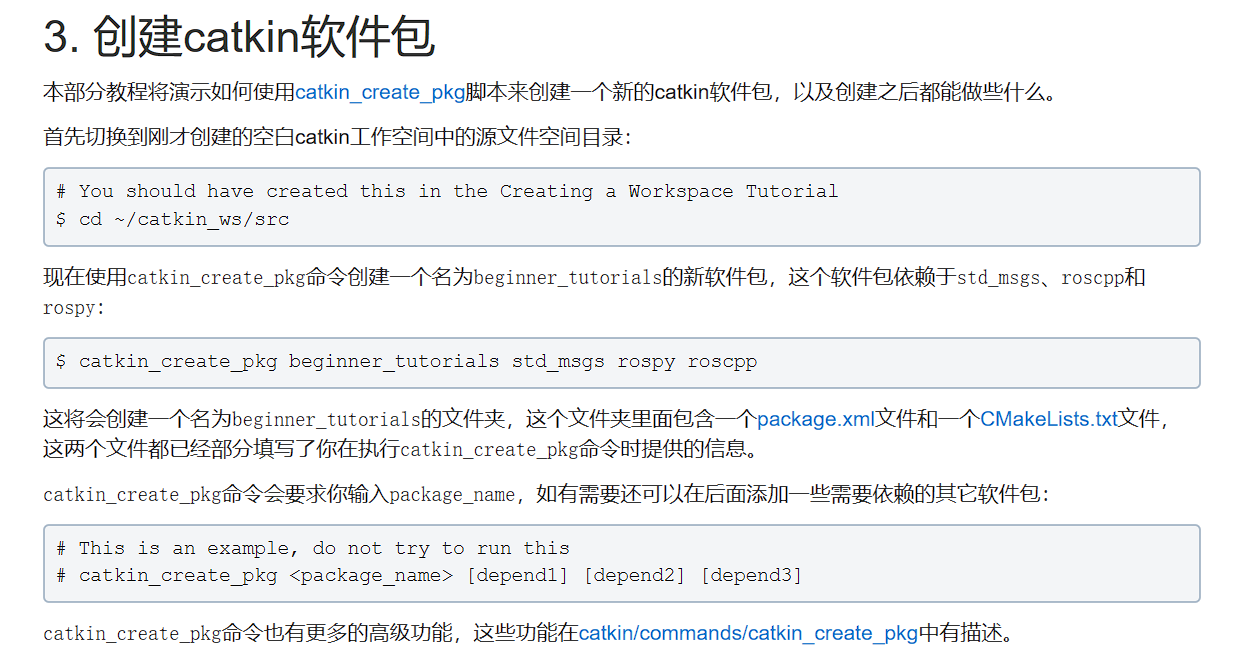 3. 创建catkin软件包
本部分教程将演示如何使用catkin_create_pkg脚本来创建一个新的catkin软件包，以及创建之后都能做些什么。
首先切换到刚才创建的空白catkin工作空间中的源文件空间目录：
# You should have created this in the Creating a Workspace Tutorial
$ cd ~/catkin_ws/src
现在使用catkin_create_pkg命令创建一个名为beginner_tutorials的新软件包，这个软件包依赖于std_msgs、roscpp和
rospy：
$ catkin_create_pkg beginner_tutorials std_msgs rospy roscpp
这将会创建一个名为beginner_tutorials的文件夹，这个文件夹里面包含一个package.xml文件和一个CMakeLists.txt文件，
这两个文件都已经部分填写了你在执行catkin_create_pkg命令时提供的信息。
catkin_create_pkg命令会要求你输入package_name，如有需要还可以在后面添加一些需要依赖的其它软件包：
# This is an example, do not try to run this
# catkin_create_pkg <package_name> [depend1] [depend2] [depend3]
catkin_create_pkg命令也有更多的高级功能，这些功能在catkin/commands/catkin_create_pkg中有描述。